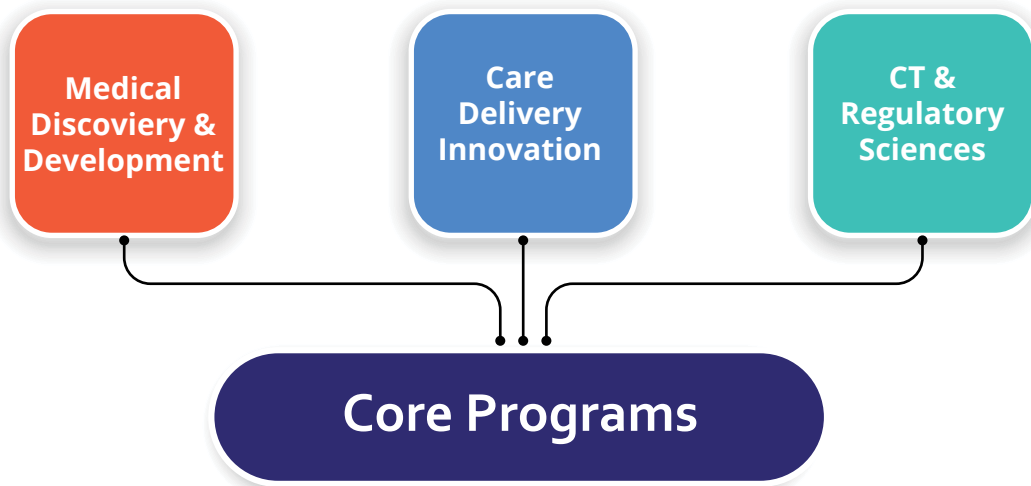 Medical
Discoviery &
Development
Care
Delivery
Innovation
CT &
Regulatory
Sciences
Core Programs